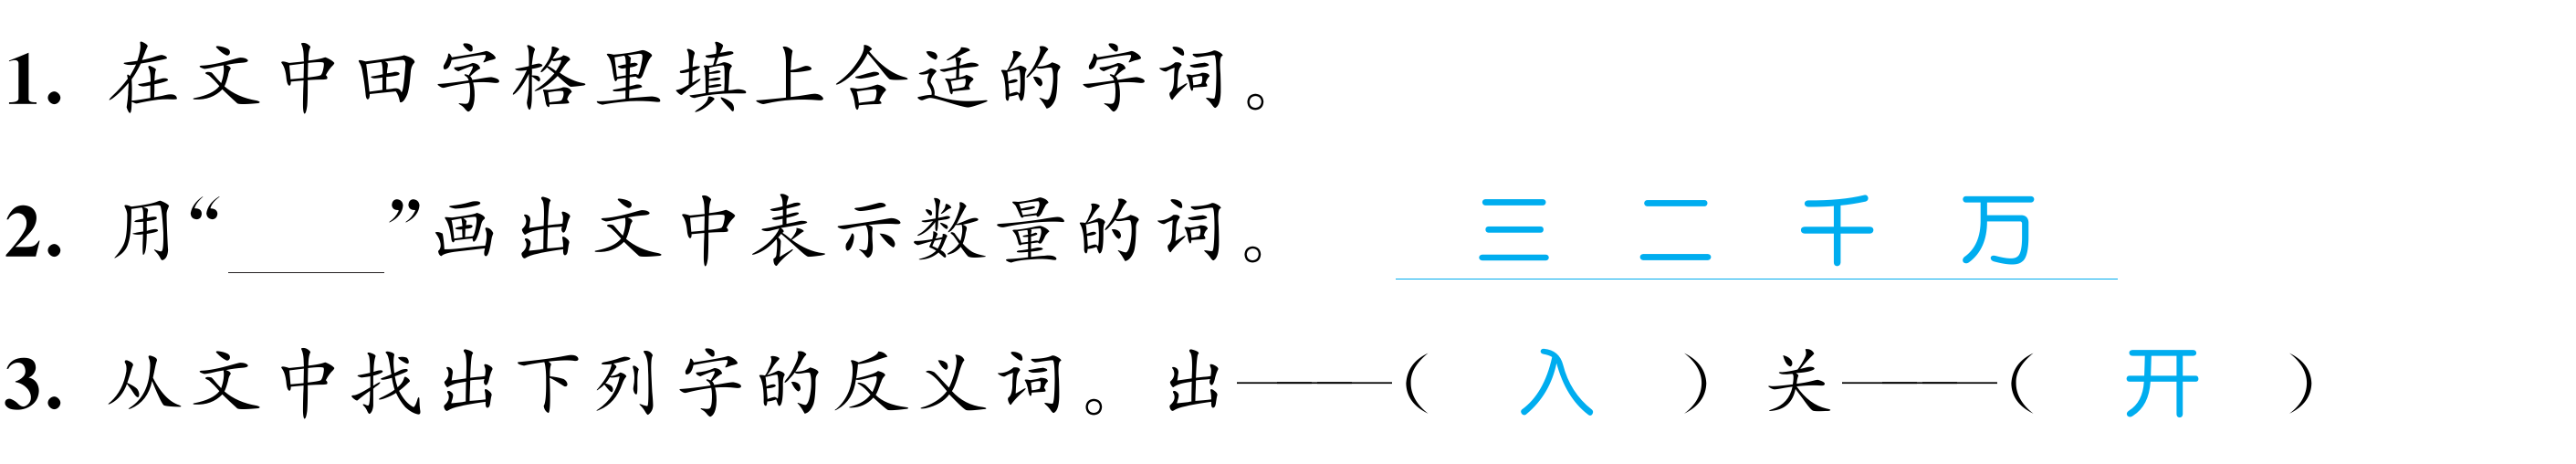 1. 在文中田字格里填上合适的字词。
2. 用“____”画出文中表示数量的词。 三 二 千 万
3. 从文中找出下列字的反义词。出——( 入 ) 关——( 开 )